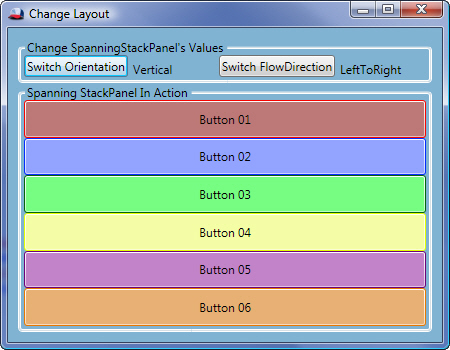 Change Layout
Change SpanningStackPanel's Values
Switch Orientation Vertical Switch FlowDirection LeftToRight
Spanning StackPanel In Action
Button 01
Button 02
Button 03
Button 04
Button 05
Button 06